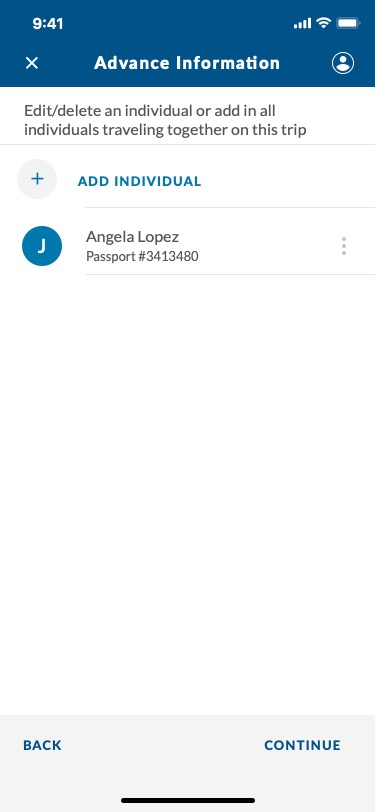 9:41
Advance Information
Edit/delete an individual or add in all
individuals traveling together on this trip
+ ADD INDIVIDUAL
J
Angela Lopez
Passport #3413480
BACK
CONTINUE